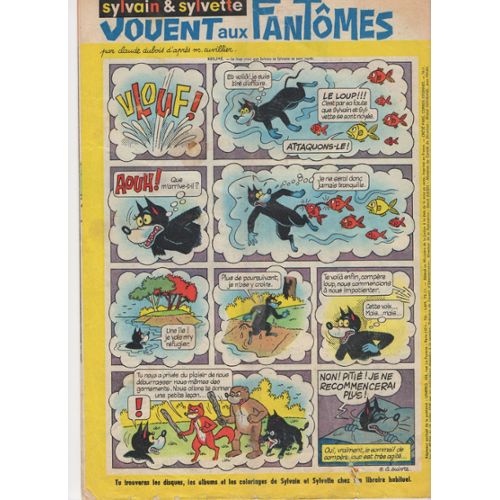 sylvain & sylvette
JOUENT aux FANTÔMES
par claude dubois d'après m. cuvillier.
RÉSUMÉ. —
VLOUF!
Et voilà, je suis
tiré d'affaire.
LE LOUP!!!
C'est par sa faute
que Sylvain et Syl-
vette se sont noyés.
ATTAQUONS-LE!
AOUH!
Que
m'arrive-t-il?
Je ne serai donc
jamais tranquille.
Une île!
Je vais m'y
réfugier.
Plus de poursuivant,
je n'ose y croire.
Te voilà enfin, compère
loup, nous commencions
à nous impatienter.
Cette voix...
Mais... mais...
!
Tu nous a privés du plaisir de nous
débarrasser nous-mêmes des
garnements. Nous allons te donner
une petite leçon...
NON! PITIÉ! JE NE
RECOMMENCERAI
PLUS!
Oui, vraiment, le sommeil de
compère loup est très agité...
(à suivre)
Tu trouveras les disques, les albums et les coloriages de Sylvain et Sylvette chez ton libraire habituel.